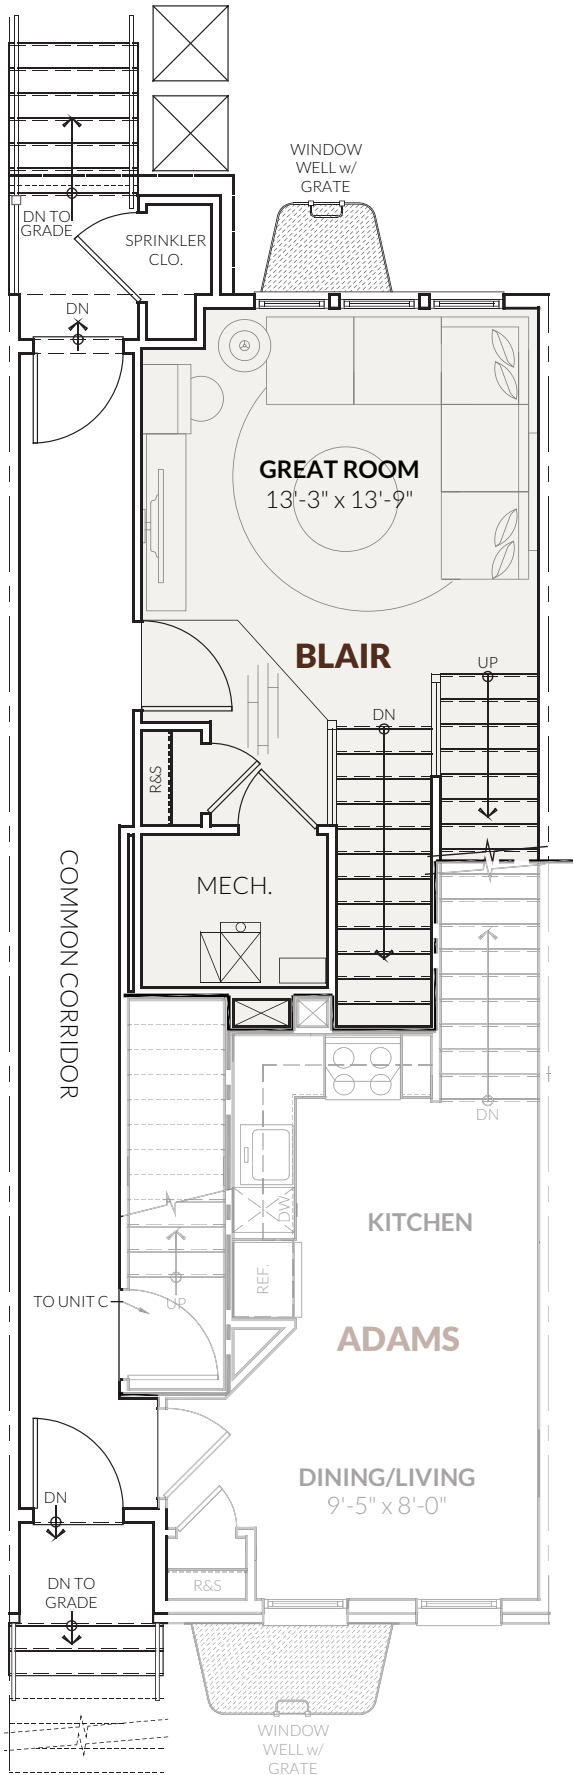 WINDOW
WELL w/
GRATE
DN TO
GRADE
SPRINKLER
CLO.
DN
GREAT ROOM
13'-3" x 13'-9"
BLAIR
UP
DN
R&S
MECH.
COMMON CORRIDOR
DN
DW
KITCHEN
REF.
TO UNIT C
UP
ADAMS
DINING/LIVING
9'-5" x 8'-0"
DN
R&S
DN TO
GRADE
WINDOW
WELL w/
GRATE